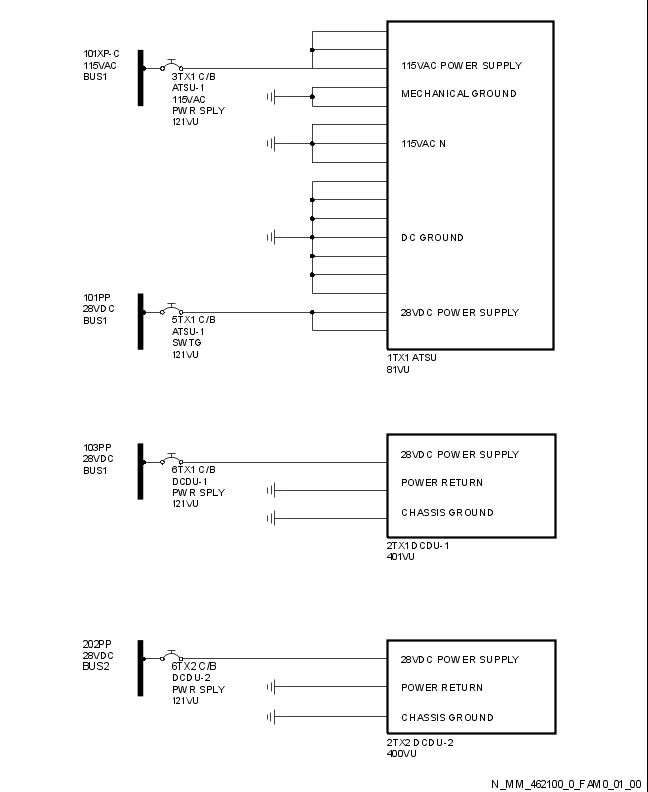 101XP-C
115VAC
BUS1
3TX1 C/B
ATSU-1
115VAC
PWR SPLY
121VU
115VAC POWER SUPPLY
MECHANICAL GROUND
115VAC N
DC GROUND
28VDC POWER SUPPLY
1TX1 ATSU
81VU
101PP
28VDC
BUS1
5TX1 C/B
ATSU-1
SWTG
121VU
103PP
28VDC
BUS1
6TX1 C/B
DCDU-1
PWR SPLY
121VU
28VDC POWER SUPPLY
POWER RETURN
CHASSIS GROUND
2TX1 DCDU-1
401VU
202PP
28VDC
BUS2
6TX2 C/B
DCDU-2
PWR SPLY
121VU
28VDC POWER SUPPLY
POWER RETURN
CHASSIS GROUND
2TX2 DCDU-2
400VU
N_MM_462100_0_FAM0_01_00